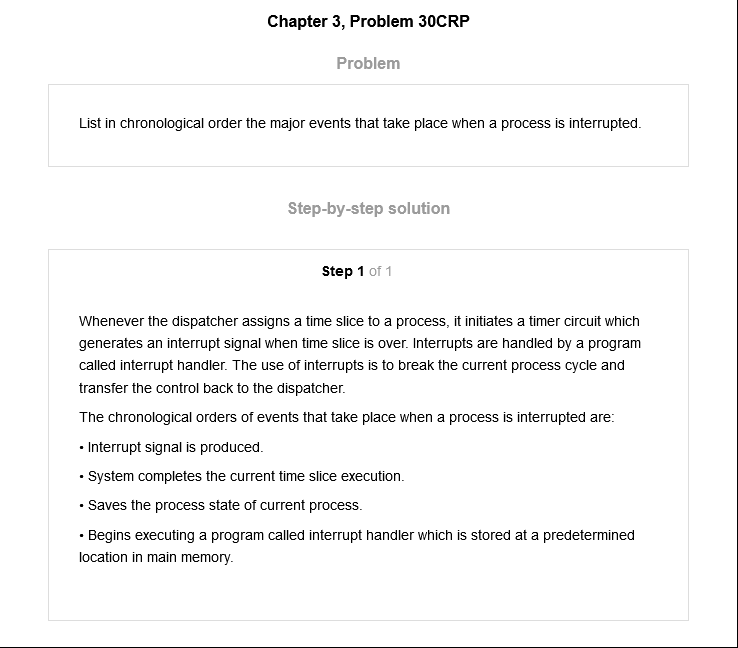 Chapter 3, Problem 30CRP
Problem
List in chronological order the major events that take place when a process is interrupted.
Step-by-step solution
Step 1 of 1
Whenever the dispatcher assigns a time slice to a process, it initiates a timer circuit which
generates an interrupt signal when time slice is over. Interrupts are handled by a program
called interrupt handler. The use of interrupts is to break the current process cycle and
transfer the control back to the dispatcher.
The chronological orders of events that take place when a process is interrupted are:
• Interrupt signal is produced.
• System completes the current time slice execution.
• Saves the process state of current process.
• Begins executing a program called interrupt handler which is stored at a predetermined
location in main memory.